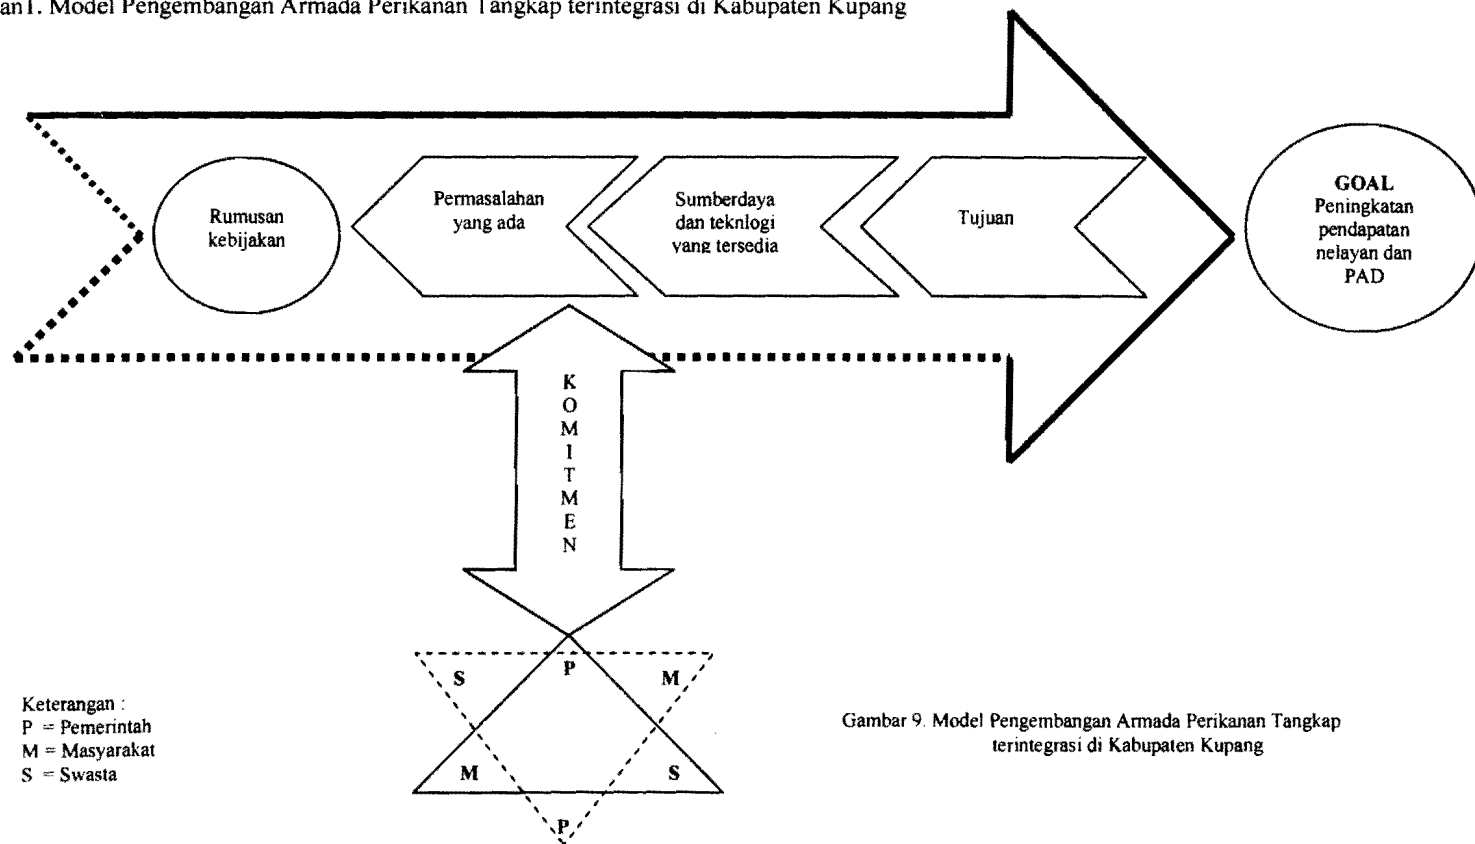 an1. Model Pengembangan Armada Perikanan Tangkap terintegrasi di Kabupaten Kupang
Rumusan
kebijakan
Permasalahan
yang ada
Sumberdaya
dan teknlogi
yang tersedia
Tujuan
GOAL
Peningkatan
pendapatan
nelayan dan
PAD
K
O
M
I
T
M
E
N
S
P
M
M
S
P
Keterangan :
P = Pemerintah
M = Masyarakat
S = Swasta
Gambar 9. Model Pengembangan Armada Perikanan Tangkap
terintegrasi di Kabupaten Kupang